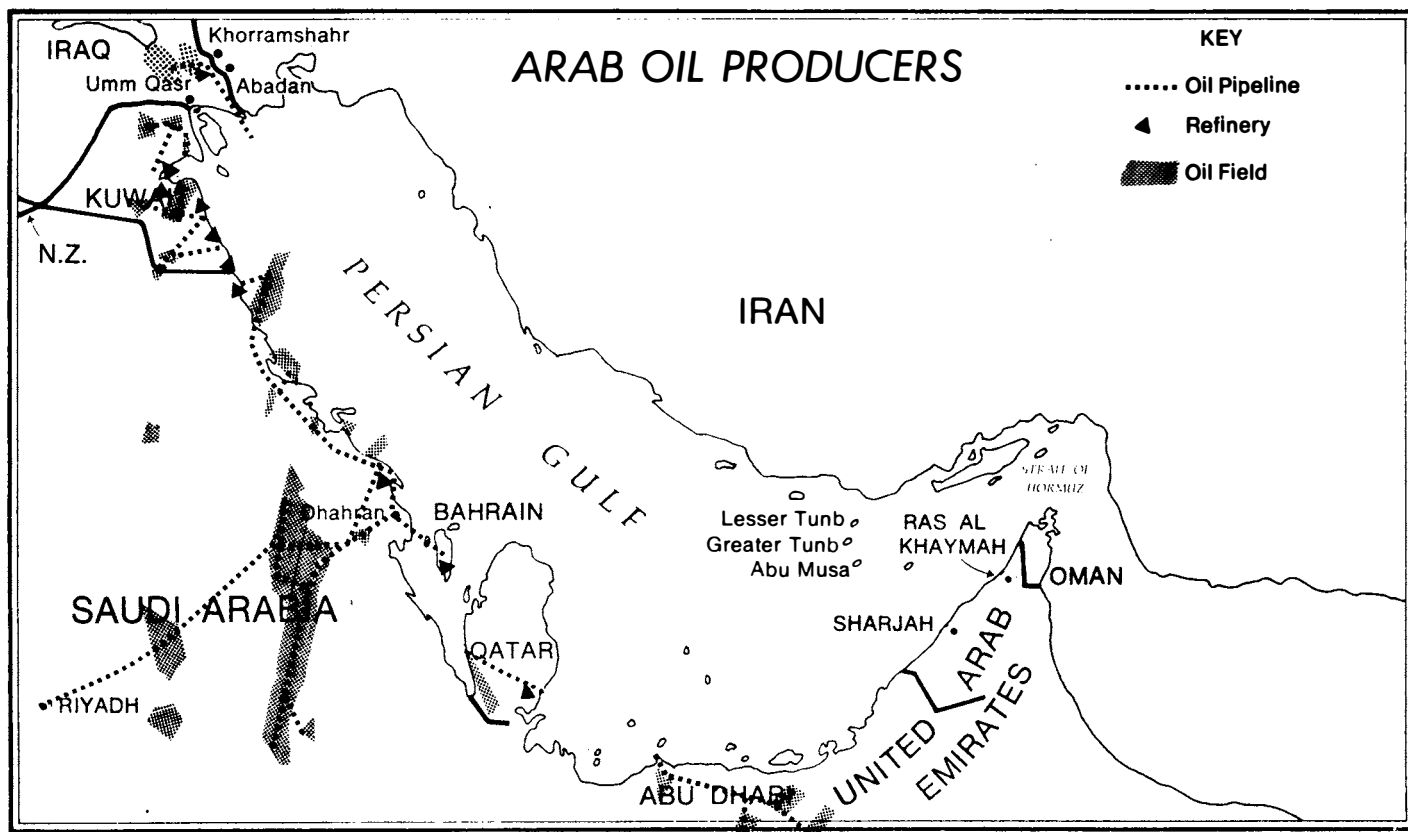 ARAB OIL PRODUCERS
KEY
Oil Pipeline
Refinery
Oil Field
IRAQ
Khorramshahr
Umm Qasr
Abadan
KUWAIT
N.Z.
PERSIAN GULF
IRAN
STRAIT OF
HORMUZ
Dhahran
BAHRAIN
Lesser Tunb
Greater Tunb
Abu Musa
RAS AL
KHAYMAH
OMAN
SAUDI ARABIA
SHARJAH
QATAR
RIYADH
UNITED ARAB
EMIRATES
ABU DHABI